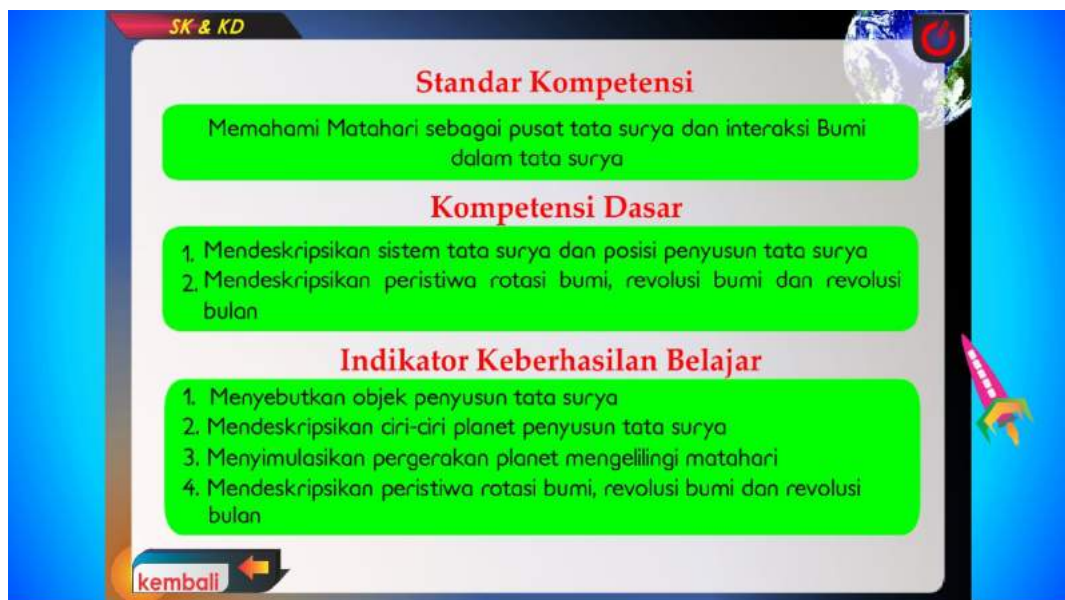 SK & KD
Standar Kompetensi
Memahami Matahari sebagai pusat tata surya dan interaksi Bumi
dalam tata surya
Kompetensi Dasar
1. Mendeskripsikan sistem tata surya dan posisi penyusun tata surya
2. Mendeskripsikan peristiwa rotasi bumi, revolusi bumi dan revolusi
bulan
Indikator Keberhasilan Belajar
1. Menyebutkan objek penyusun tata surya
2. Mendeskripsikan ciri-ciri planet penyusun tata surya
3. Menyimulasikan pergerakan planet mengelilingi matahari
4. Mendeskripsikan peristiwa rotasi bumi, revolusi bumi dan revolusi
bulan
kembali